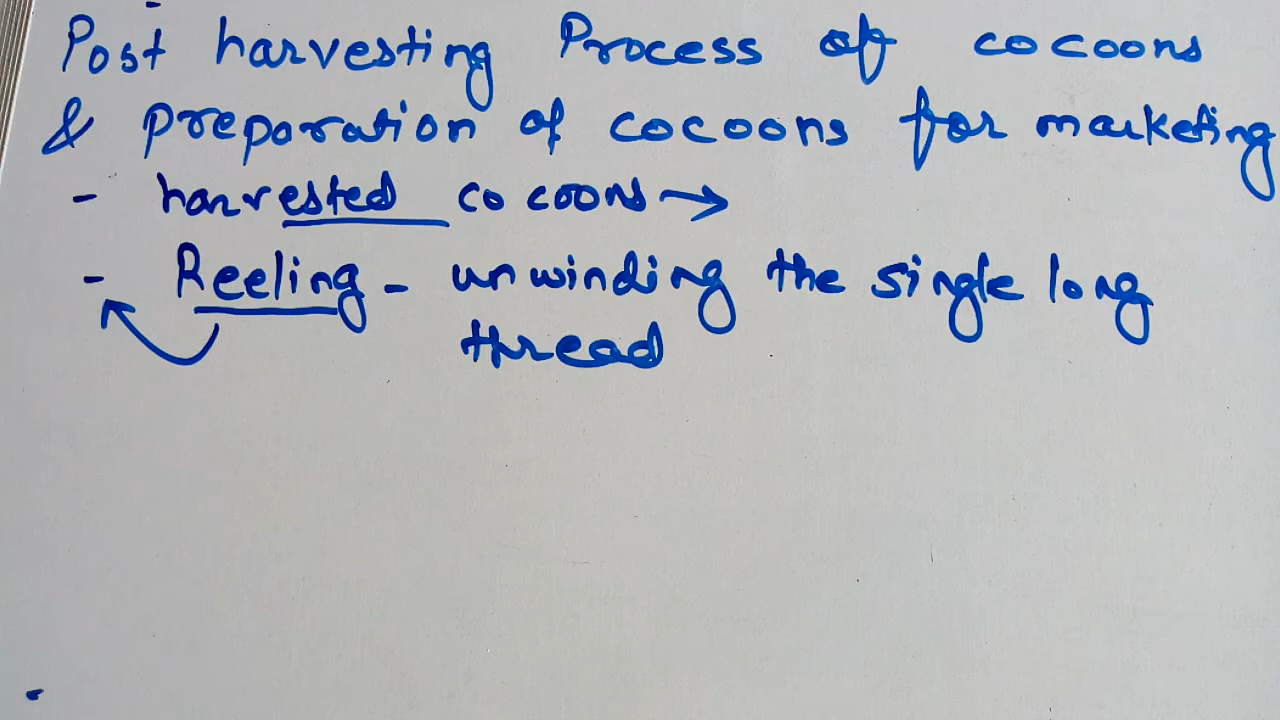 Post harvesting Process of cocoons
& preparation of cocoons for marketing
- harvested cocoons →
- Reeling - unwinding the single long
thread